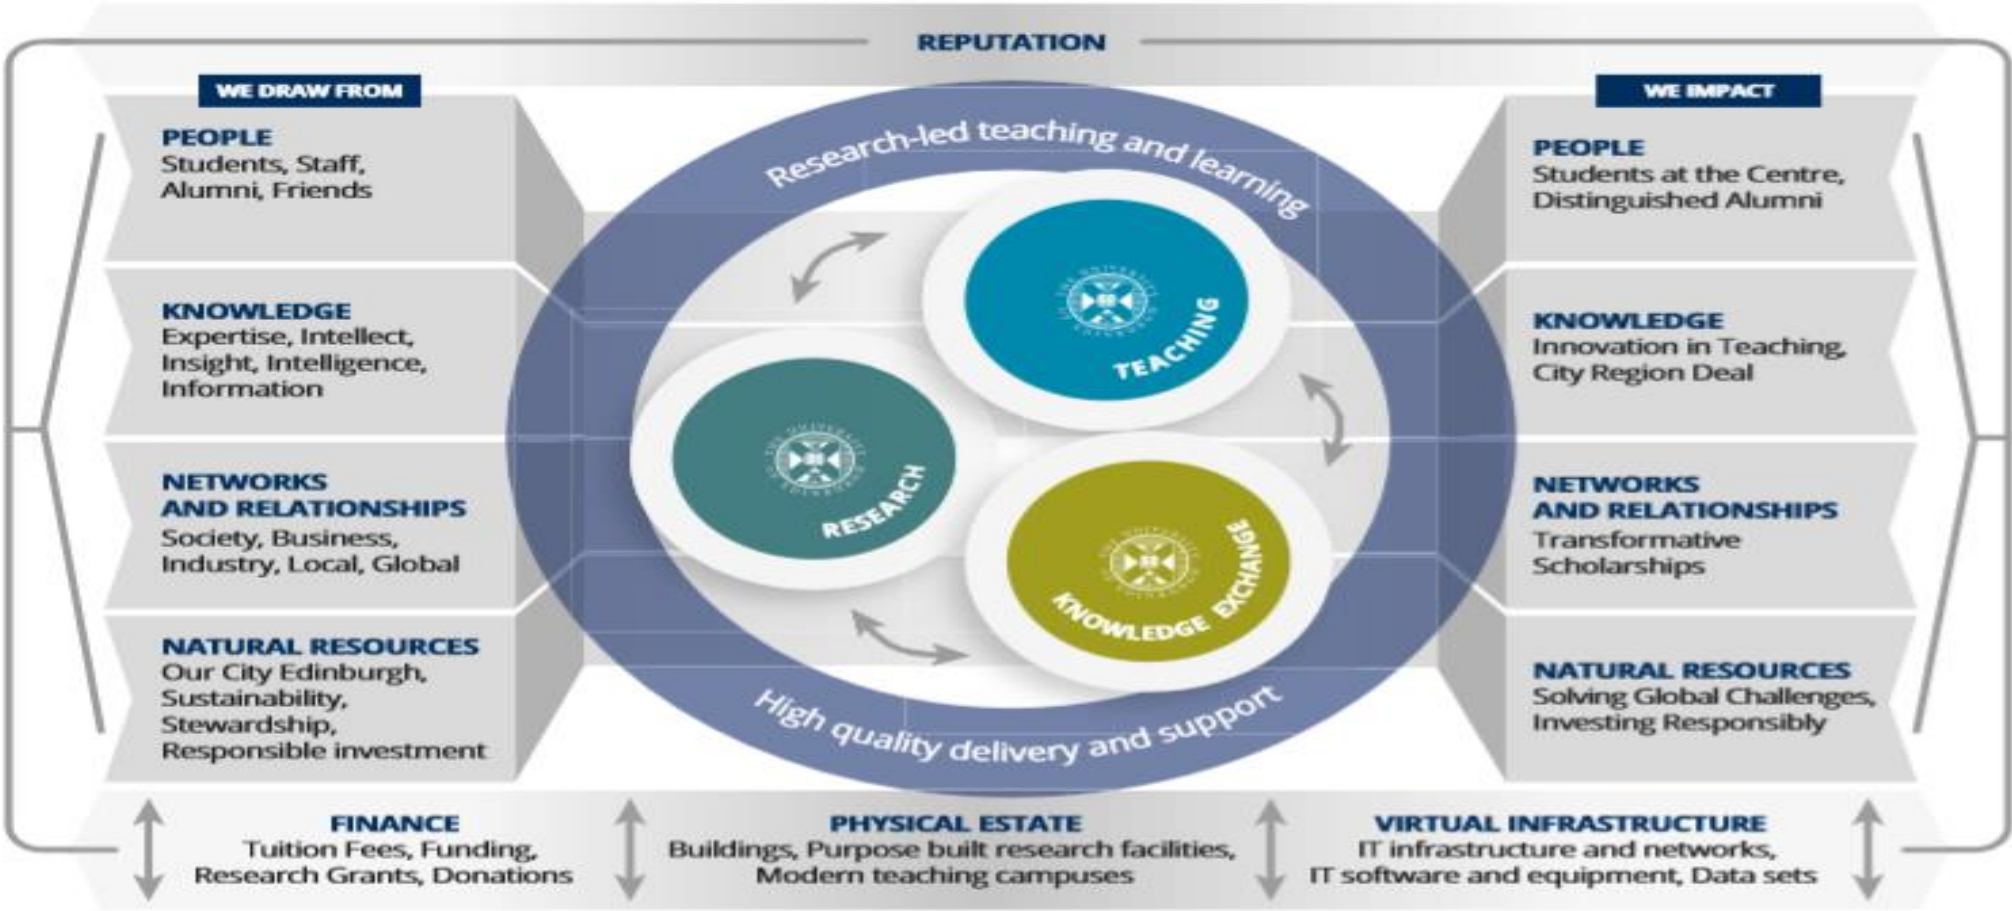 REPUTATION
WE DRAW FROM
PEOPLE
Students, Staff,
Alumni, Friends
KNOWLEDGE
Expertise, Intellect,
Insight, Intelligence,
Information
NETWORKS
AND RELATIONSHIPS
Society, Business,
Industry, Local, Global
NATURAL RESOURCES
Our City Edinburgh,
Sustainability,
Stewardship,
Responsible investment
Research-led teaching and learning
TEACHING
RESEARCH
KNOWLEDGE EXCHANGE
High quality delivery and support
WE IMPACT
PEOPLE
Students at the Centre,
Distinguished Alumni
KNOWLEDGE
Innovation in Teaching,
City Region Deal
NETWORKS
AND RELATIONSHIPS
Transformative
Scholarships
NATURAL RESOURCES
Solving Global Challenges,
Investing Responsibly
FINANCE
Tuition Fees, Funding,
Research Grants, Donations
PHYSICAL ESTATE
Buildings, Purpose built research facilities,
Modern teaching campuses
VIRTUAL INFRASTRUCTURE
IT infrastructure and networks,
IT software and equipment, Data sets